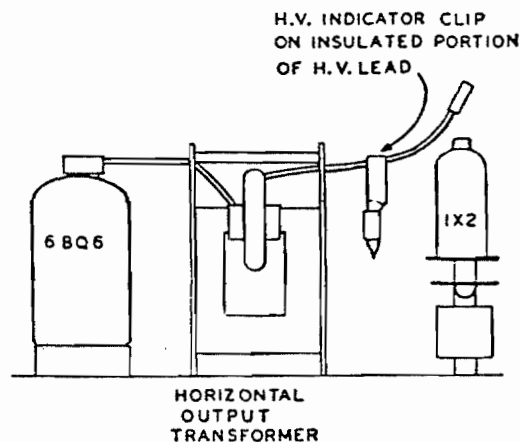 H.V. INDICATOR CLIP
ON INSULATED PORTION
OF H.V. LEAD
6BQ6
1X2
HORIZONTAL
OUTPUT
TRANSFORMER